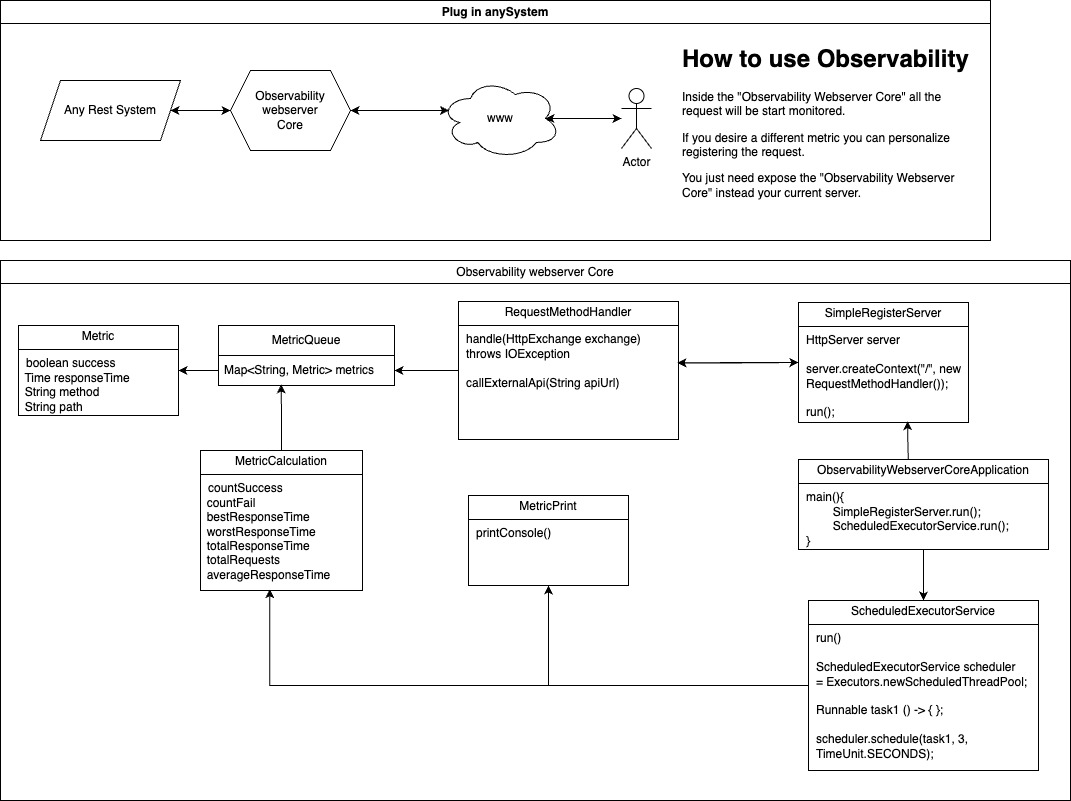 Plug in anySystem
Any Rest System
Observability
webserver
Core
www
Actor
How to use Observability
Inside the "Observability Webserver Core" all the
request will be start monitored.
If you desire a different metric you can personalize
registering the request.
You just need expose the "Observability Webserver
Core" instead your current server.
Observability webserver Core
Metric
boolean success
Time responseTime
String method
String path
MetricQueue
Map<String, Metric> metrics
RequestMethodHandler
handle(HttpExchange exchange)
throws IOException
callExternalApi(String apiUrl)
SimpleRegisterServer
HttpServer server
server.createContext("/", new
RequestMethodHandler());
run();
MetricCalculation
countSuccess
countFail
bestResponseTime
worstResponseTime
totalResponseTime
totalRequests
averageResponseTime
MetricPrint
printConsole()
ObservabilityWebserverCoreApplication
main(){
SimpleRegisterServer.run();
ScheduledExecutorService.run();
}
ScheduledExecutorService
run()
ScheduledExecutorService scheduler
= Executors.newScheduledThreadPool;
Runnable task1 () -> { };
scheduler.schedule(task1, 3,
TimeUnit.SECONDS);